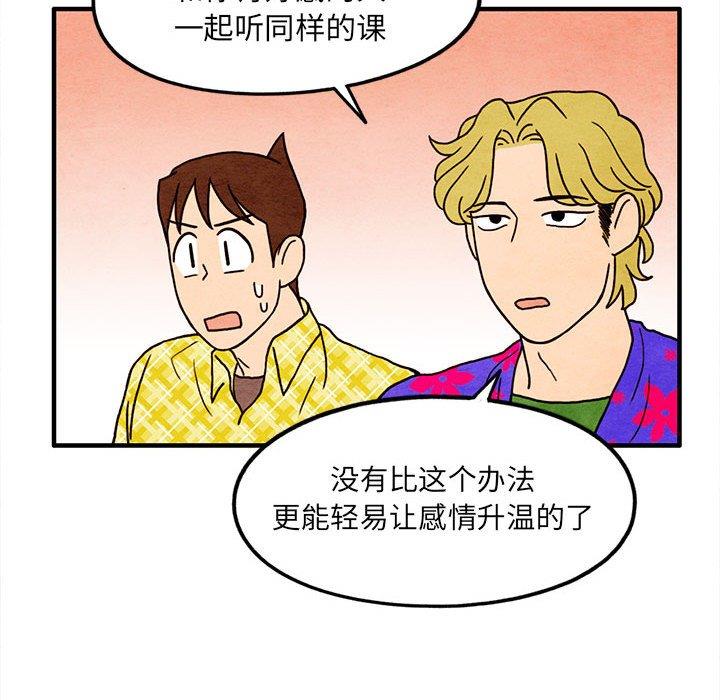 一起听同样的课
没有比这个办法
更能轻易让感情升温的了